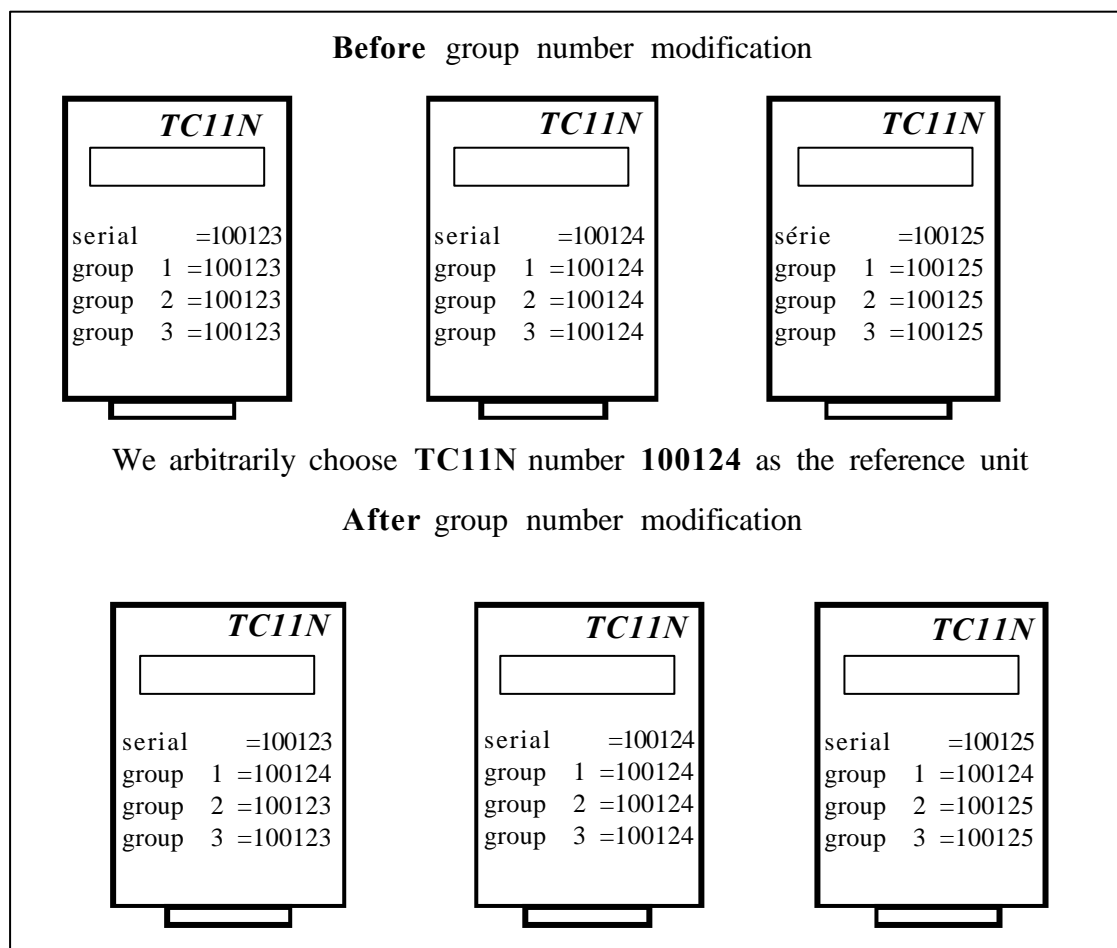 Before group number modification
TC11N
serial =100123
group 1 =100123
group 2 =100123
group 3 =100123
TC11N
serial =100124
group 1 =100124
group 2 =100124
group 3 =100124
TC11N
série =100125
group 1 =100125
group 2 =100125
group 3 =100125
We arbitrarily choose TC11N number 100124 as the reference unit
After group number modification
TC11N
serial =100123
group 1 =100124
group 2 =100123
group 3 =100123
TC11N
serial =100124
group 1 =100124
group 2 =100124
group 3 =100124
TC11N
serial =100125
group 1 =100124
group 2 =100125
group 3 =100125